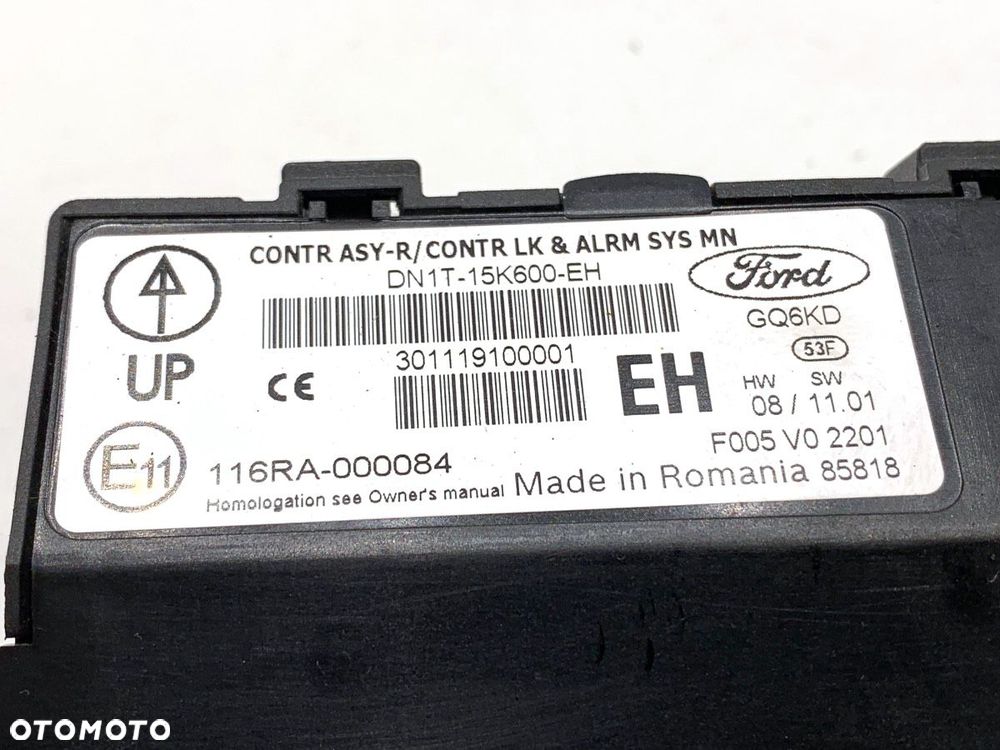 CONTR ASY-R/CONTR LK & ALRM SYS MN
DN1T-15K600-EH
Ford
GQ6KD
53F
UP
CE
301119100001
EH
HW SW
08 / 11.01
E11
116RA-000084
F005 V0 2201
Homologation see Owner's manual Made in Romania 85818
OTOMOTO